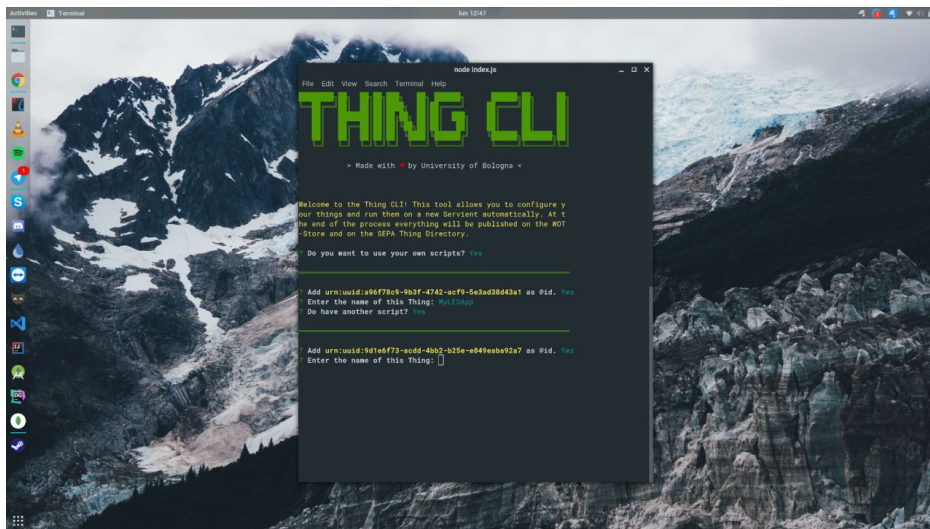 Activities Terminal lun 12:47
node index.js
File Edit View Search Terminal Help
THING CLI
> Made with ❤ by University of Bologna <
Welcome to the Thing CLI! This tool allows you to configure y
our things and run them on a new Servient automatically. At t
he end of the process everything will be published on the WOT
-Store and on the SEPA Thing Directory.
? Do you want to use your own scripts? Yes
? Add urn:uuid:a96f78c9-9b3f-4742-acf9-5e3ad38d43a1 as @id. Yes
? Enter the name of this Thing: MyLEDApp
? Do have another script? Yes
? Add urn:uuid:9d1e6f73-acdd-4bb2-b25e-e049eaba92a7 as @id. Yes
? Enter the name of this Thing: